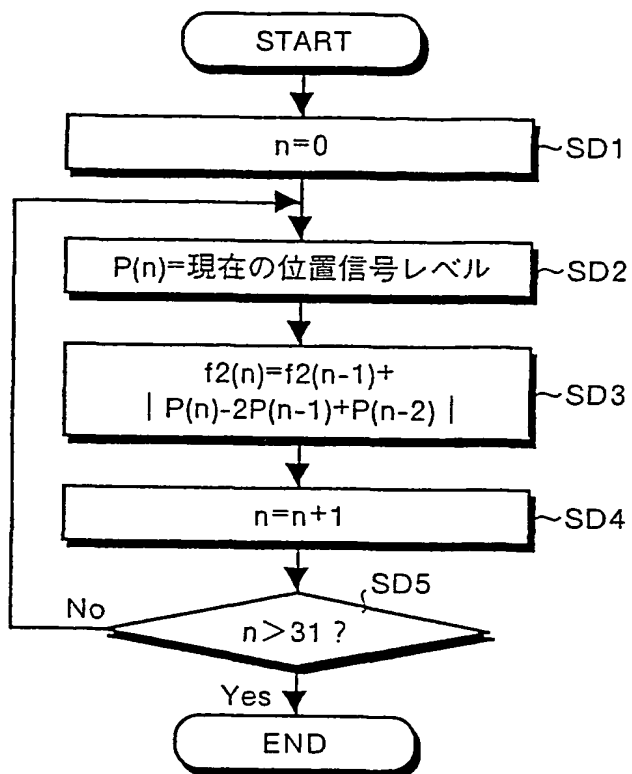 START
n=0
SD1
P(n)=現在の位置信号レベル
SD2
f2(n)=f2(n-1)+
| P(n)-2P(n-1)+P(n-2) |
SD3
n=n+1
SD4
SD5
No
n>31 ?
Yes
END